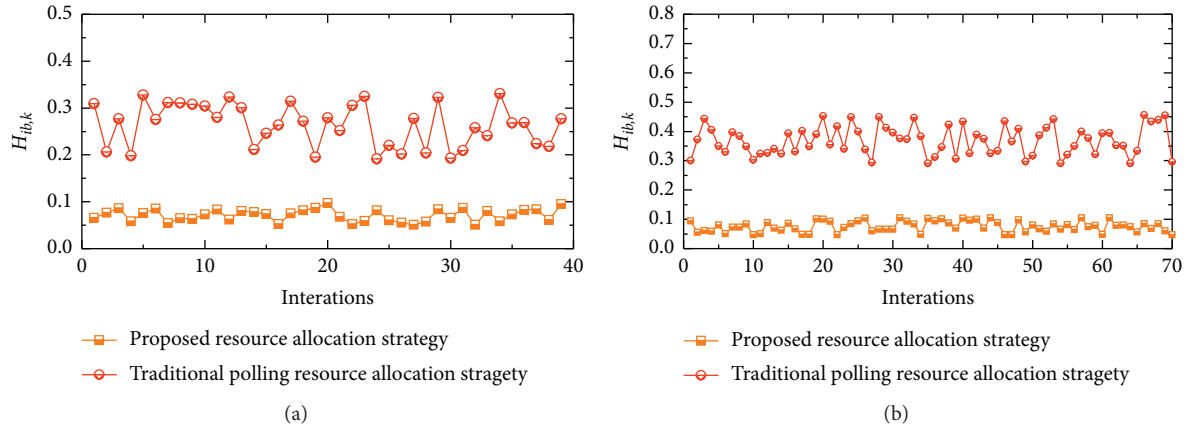 0.5
0.4
0.3
0.2
0.1
0.0
H_{ib,k}
0 10 20 30 40
Interations
Proposed resource allocation strategy
Traditional polling resource allocation stragety
(a)
0.8
0.7
0.6
0.5
0.4
0.3
0.2
0.1
0.0
H_{ib,k}
0 10 20 30 40 50 60 70
Interations
Proposed resource allocation strategy
Traditional polling resource allocation stragety
(b)